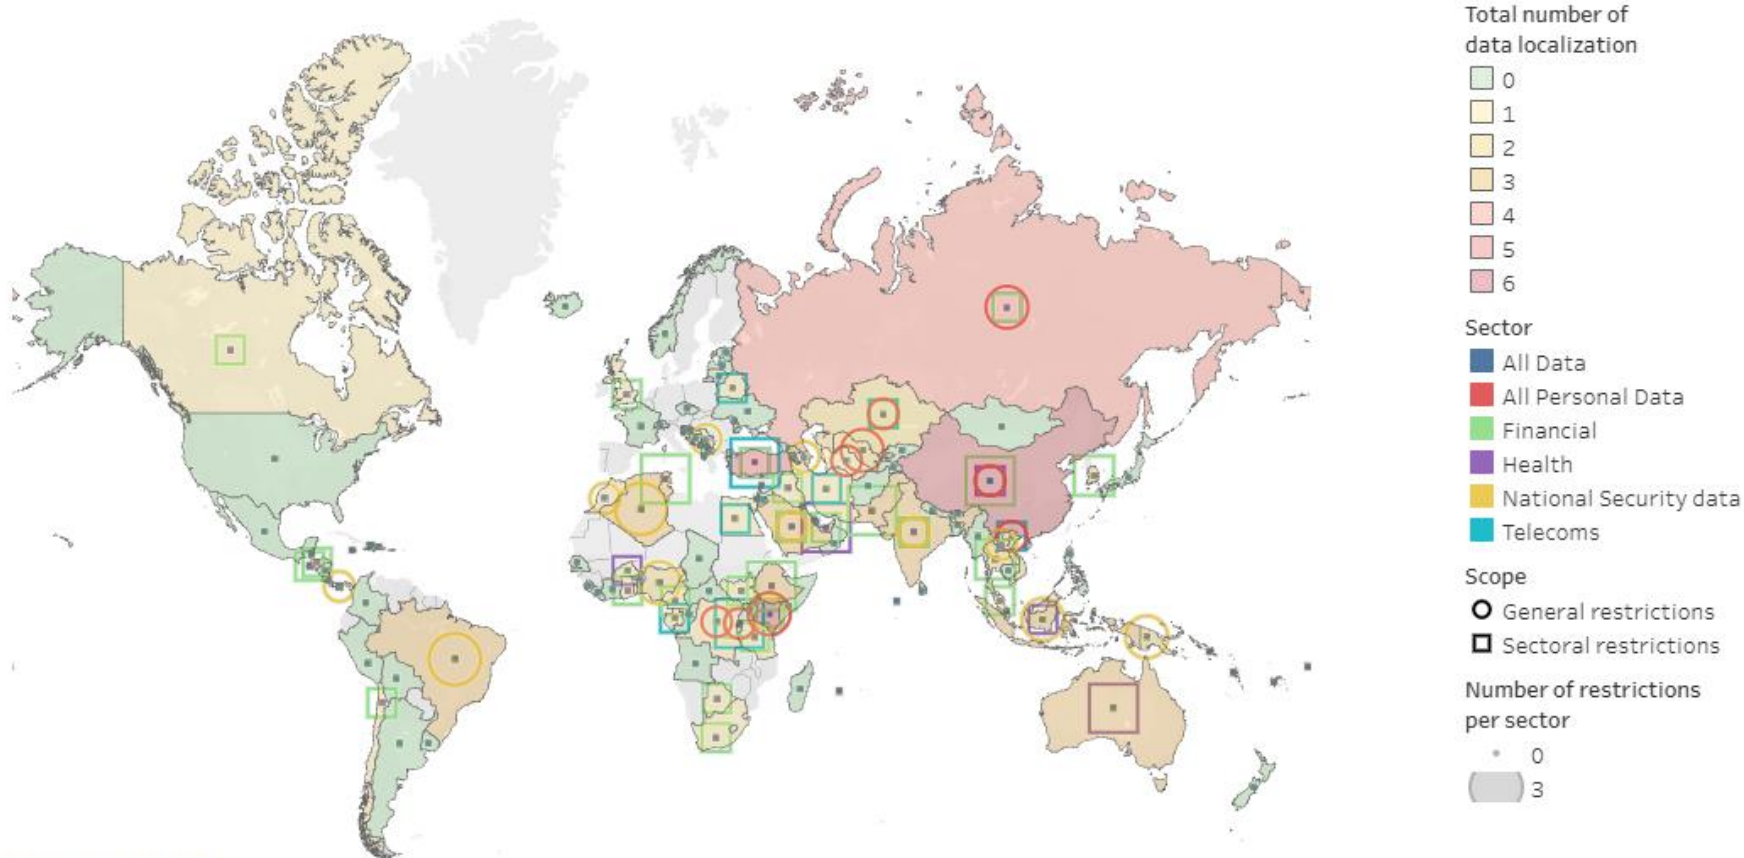 Total number of
data localization
0
1
2
3
4
5
6
Sector
All Data
All Personal Data
Financial
Health
National Security data
Telecoms
Scope
General restrictions
Sectoral restrictions
Number of restrictions
per sector
0
3